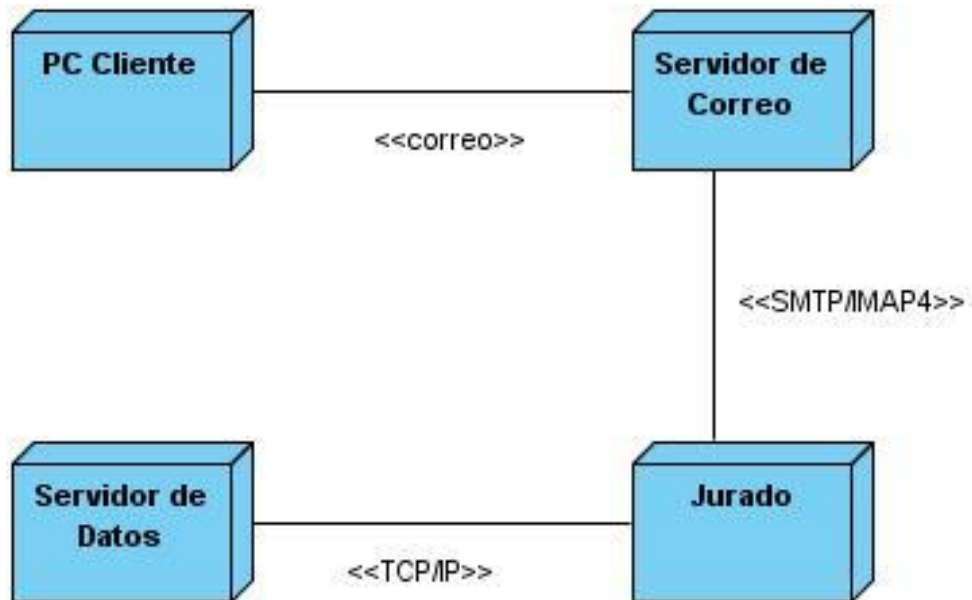 PC Cliente
Servidor de
Correo
<<correo>>
<<SMTP/IMAP4>>
Servidor de
Datos
Jurado
<<TCP/IP>>